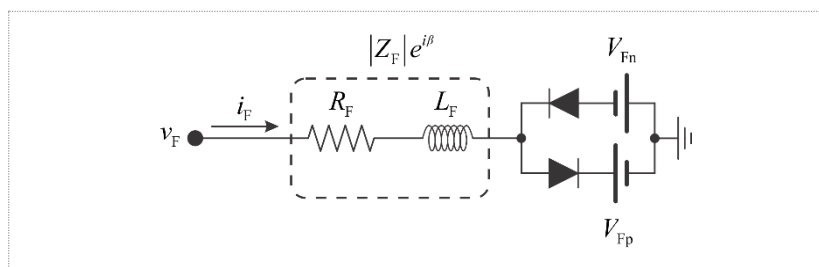 |Z_F|e^{iβ}
V_Fn
i_F
R_F
L_F
v_F
V_Fp